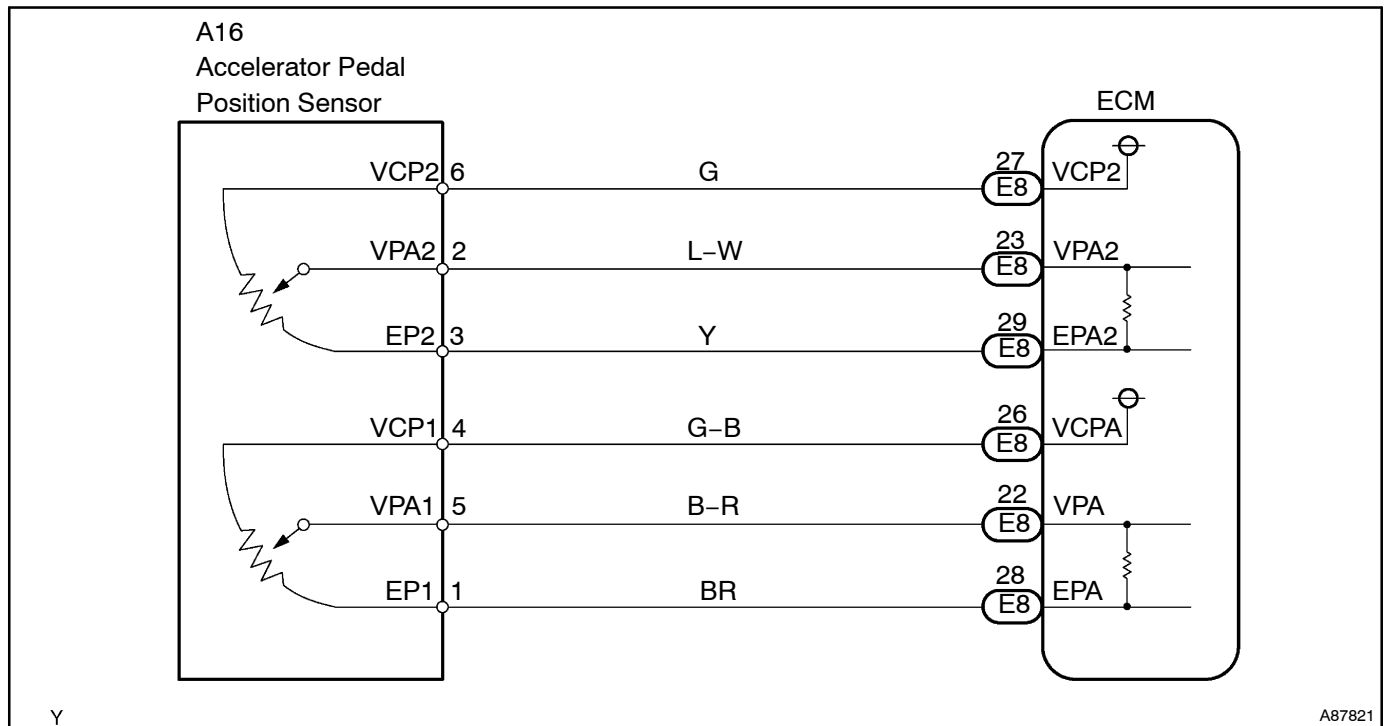 A16
Accelerator Pedal
Position Sensor
ECM
VCP2 6 G 27 E8 VCP2
VPA2 2 L–W 23 E8 VPA2
EP2 3 Y 29 E8 EPA2
VCP1 4 G–B 26 E8 VCPA
VPA1 5 B–R 22 E8 VPA
EP1 1 BR 28 E8 EPA
Y A87821